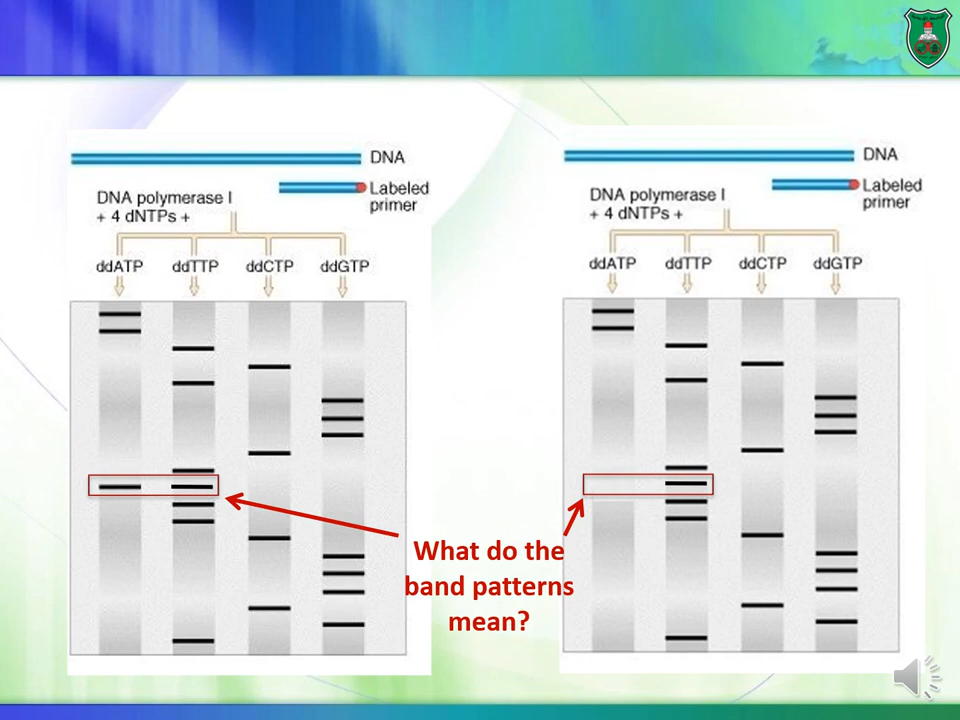 DNA
Labeled
primer
DNA polymerase I
+ 4 dNTPs +
ddATP ddTTP ddCTP ddGTP
DNA
Labeled
primer
DNA polymerase I
+ 4 dNTPs +
ddATP ddTTP ddCTP ddGTP
What do the
band patterns
mean?